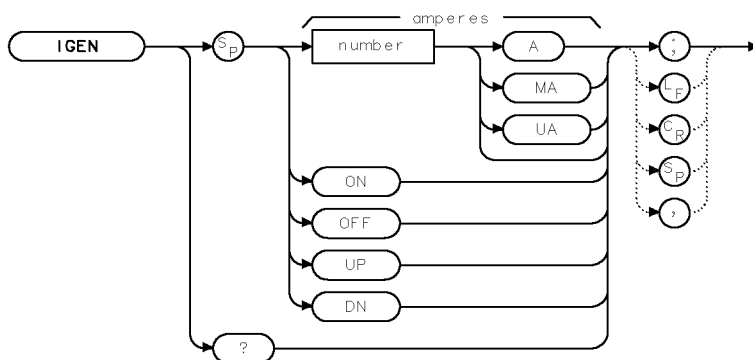 amperes
IGEN SP number A ;
MA LF
UA CR
SP
ON ,
OFF
UP
DN
?